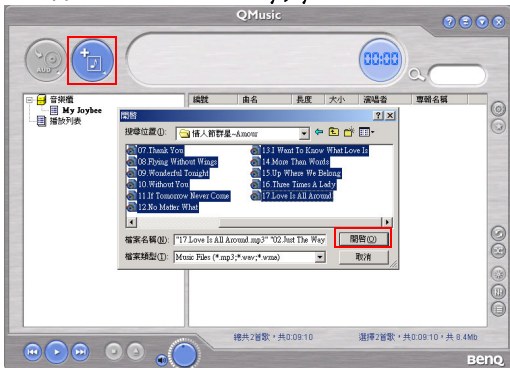 QMusic
AUD
00:00
音樂櫃
My Joybee
播放列表
編號 曲名 長度 大小 演唱者 專輯名稱
開啟
搜尋位置(I): 情人節群星-Amour
07.Thank You
08.Flying Without Wings
09.Wonderful Tonight
10.Without You
11.If Tomorrow Never Come
12.No Matter What
13.I Want To Know What Love Is
14.More Than Words
15.Up Where We Belong
16.Three Times A Lady
17.Love Is All Around
檔案名稱(N): "17.Love Is All Around.mp3" "02.Just The Way
開啟(O)
檔案類型(T): Music Files (*.mp3;*.wav;*.wma)
取消
總共2首歌，共0:09:10
選擇2首歌，共0:09:10，共 8.4Mb
BenQ